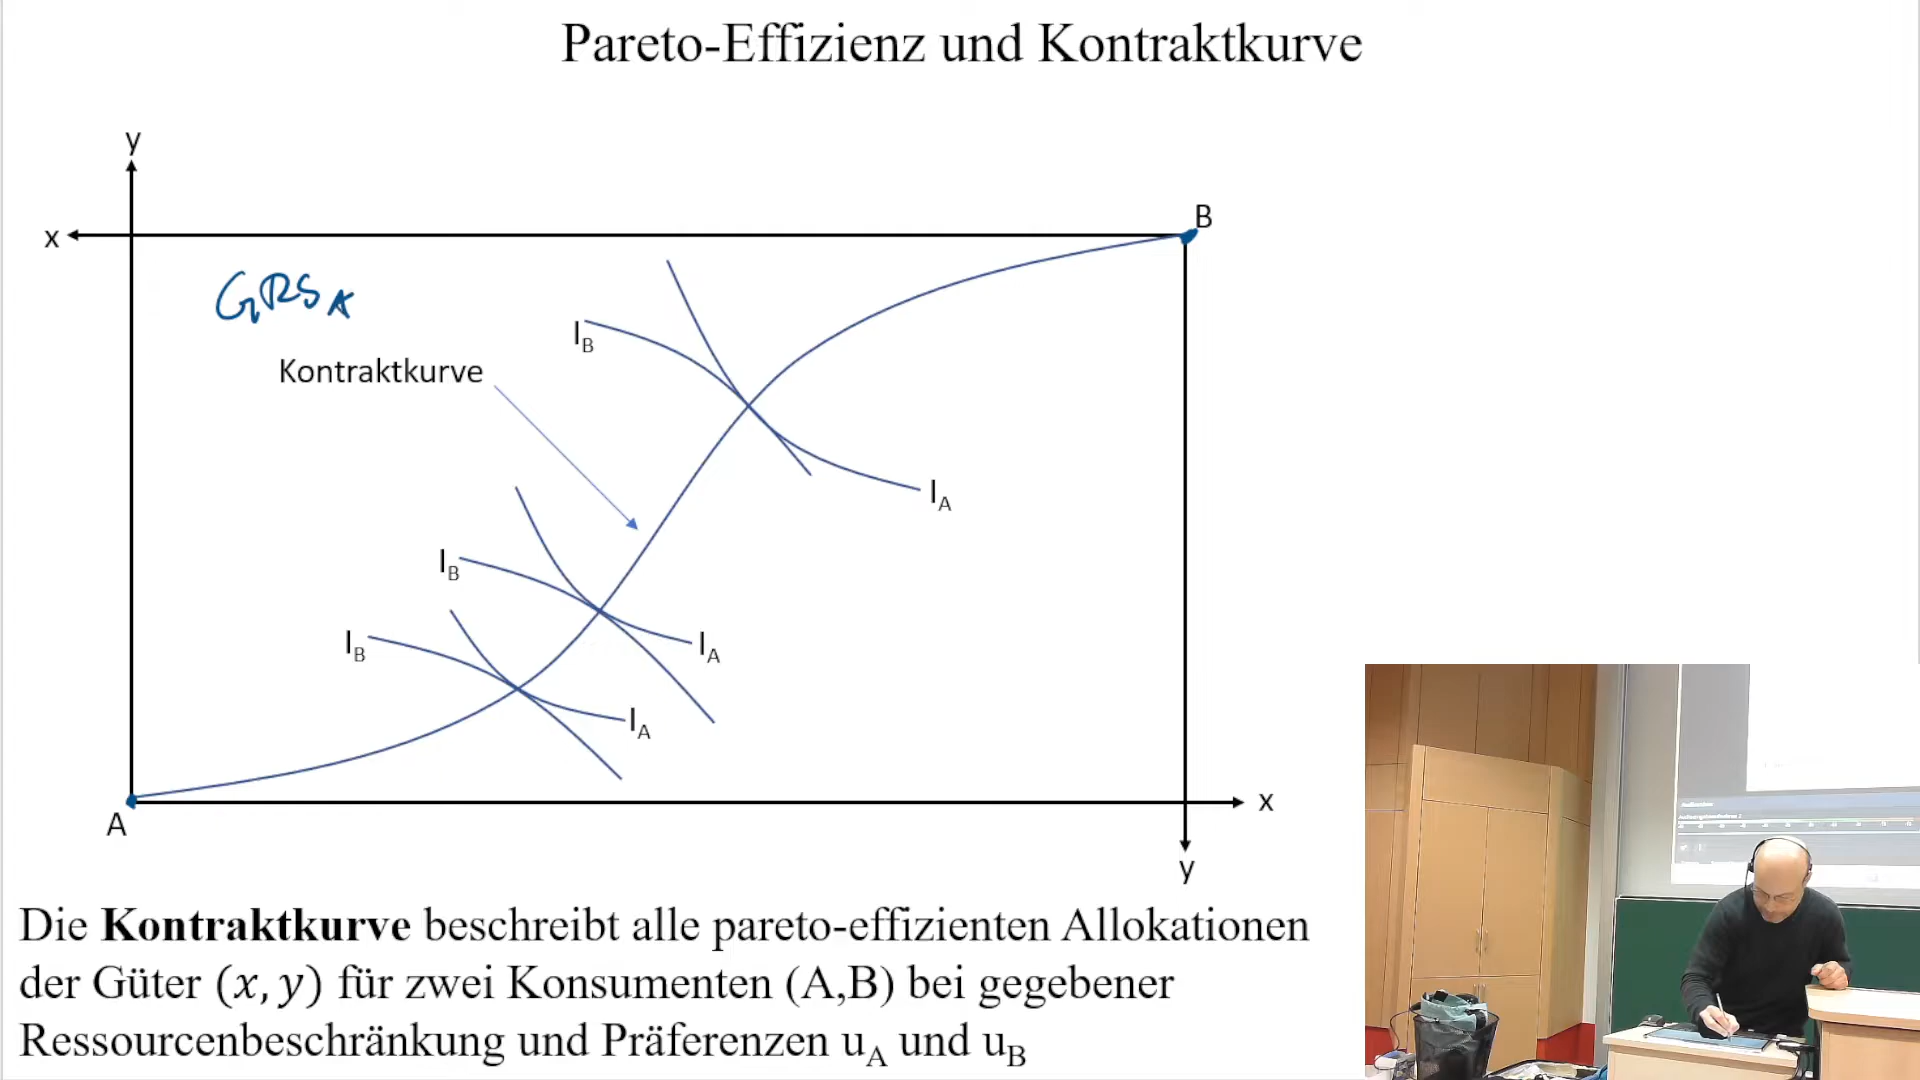 Pareto-Effizienz und Kontraktkurve
y
B
x
GRS_A
I_B
Kontraktkurve
I_A
I_B
I_B
I_A
I_A
x
A
y
Die Kontraktkurve beschreibt alle pareto-effizienten Allokationen
der Güter (x, y) für zwei Konsumenten (A,B) bei gegebener
Ressourcenbeschränkung und Präferenzen u_A und u_B